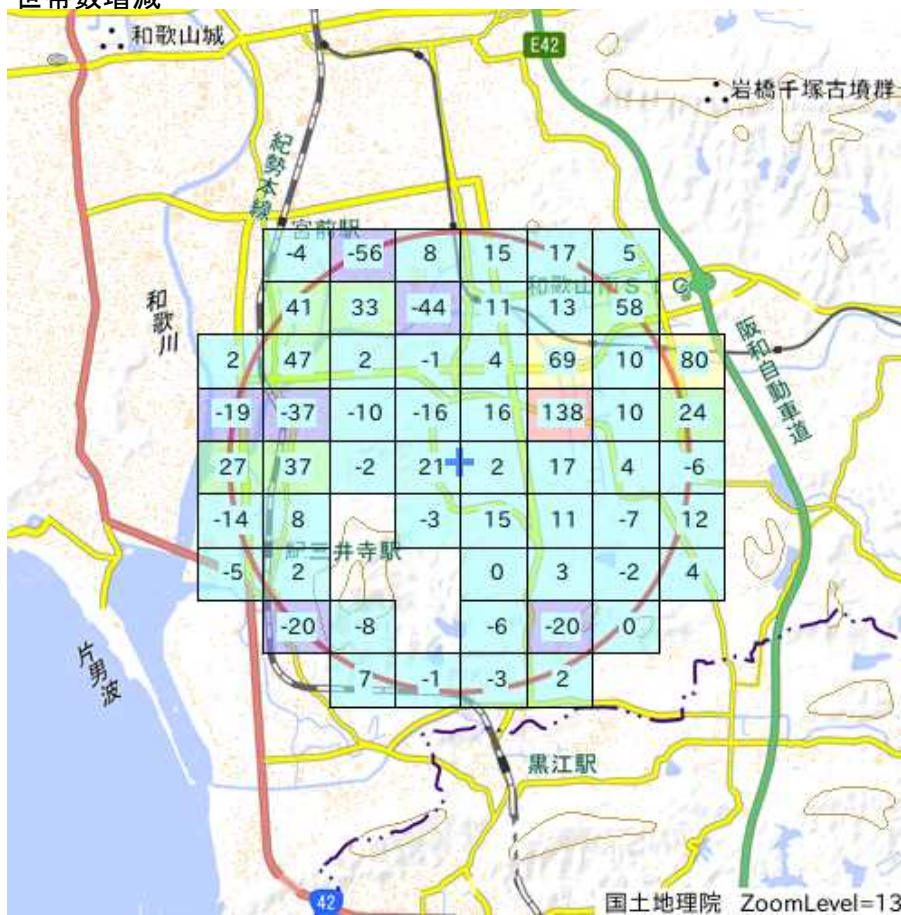 世帯数増減
和歌山城
E42
岩橋千塚古墳群
紀勢本線
宮前駅
-4 -56 8 15 17 5
和歌山南SIC
和歌川
41 33 -44 11 13 58
阪和自動車道
2 47 2 -1 4 69 10 80
-19 -37 -10 -16 16 138 10 24
27 37 -2 21 2 17 4 -6
-14 8 -3 15 11 -7 12
紀三井寺駅
-5 2 0 3 -2 4
-20 -8 -6 -20 0
片男波
7 -1 -3 2
黒江駅
42
国土地理院 ZoomLevel=13